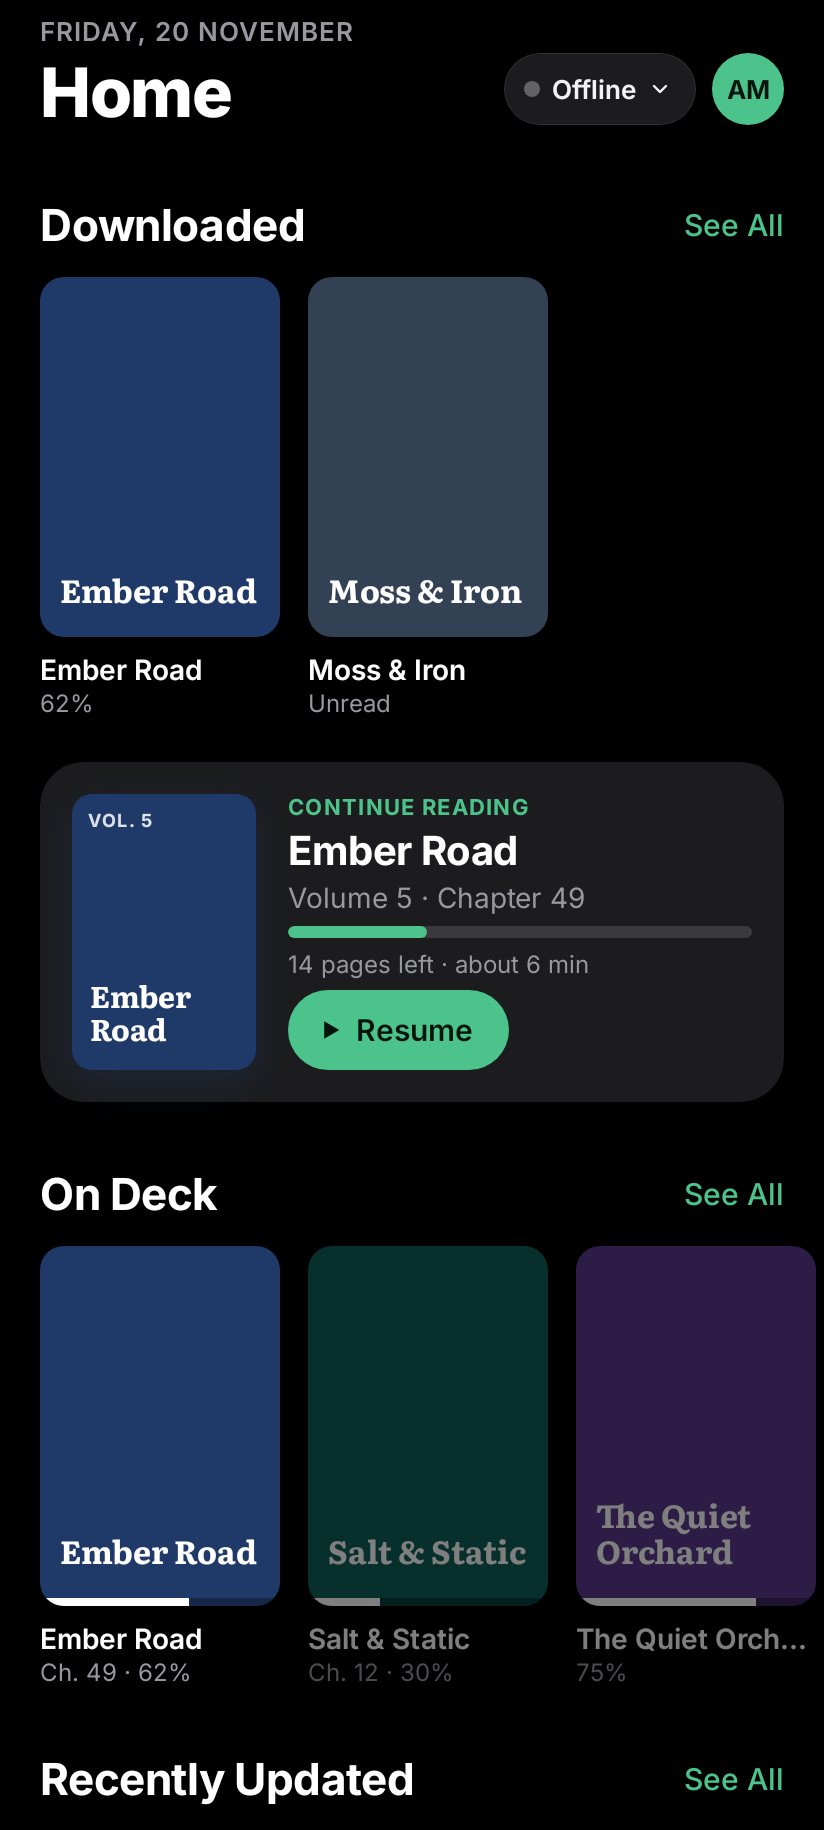 FRIDAY, 20 NOVEMBER
Home
Offline
AM
Downloaded
See All
Ember Road
Moss & Iron
Ember Road
62%
Moss & Iron
Unread
VOL. 5
Ember
Road
CONTINUE READING
Ember Road
Volume 5 · Chapter 49
14 pages left · about 6 min
Resume
On Deck
See All
Ember Road
Salt & Static
The Quiet
Orchard
Ember Road
Ch. 49 · 62%
Salt & Static
Ch. 12 · 30%
The Quiet Orch...
75%
Recently Updated
See All